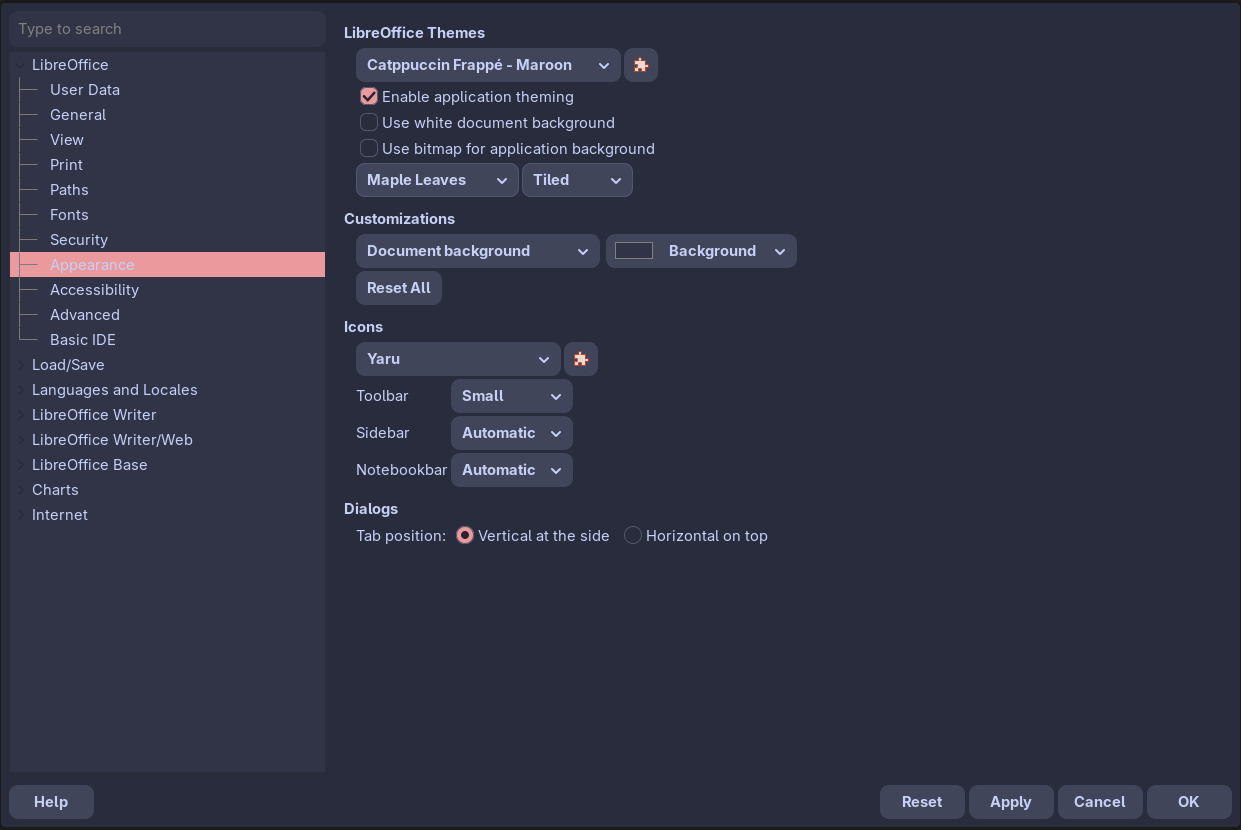 Type to search
LibreOffice
User Data
General
View
Print
Paths
Fonts
Security
Appearance
Accessibility
Advanced
Basic IDE
Load/Save
Languages and Locales
LibreOffice Writer
LibreOffice Writer/Web
LibreOffice Base
Charts
Internet
LibreOffice Themes
Catppuccin Frappé - Maroon
Enable application theming
Use white document background
Use bitmap for application background
Maple Leaves Tiled
Customizations
Document background Background
Reset All
Icons
Yaru
Toolbar Small
Sidebar Automatic
Notebookbar Automatic
Dialogs
Tab position: Vertical at the side Horizontal on top
Help Reset Apply Cancel OK